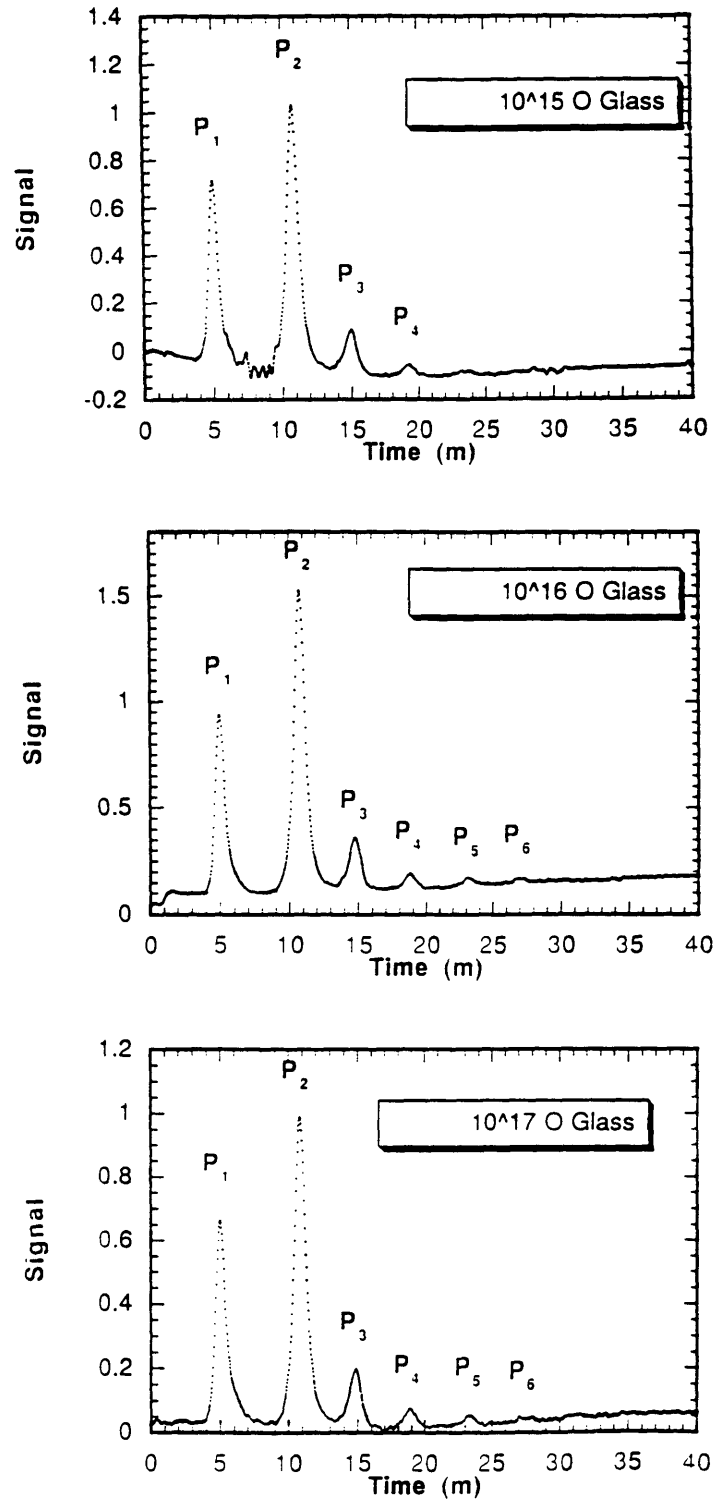 1.4
P₂
1.2
10^15 O Glass
1
P₁
0.8
Signal
0.6
0.4
P₃
0.2
P₄
0
-0.2
0 5 10 15 20 25 30 35 40
Time (m)
P₂
1.5
10^16 O Glass
P₁
1
Signal
P₃
0.5
P₄ P₅ P₆
0
0 5 10 15 20 25 30 35 40
Time (m)
1.2
P₂
1
10^17 O Glass
P₁
0.8
0.6
Signal
0.4
P₃
0.2
P₄ P₅ P₆
0
0 5 10 15 20 25 30 35 40
Time (m)